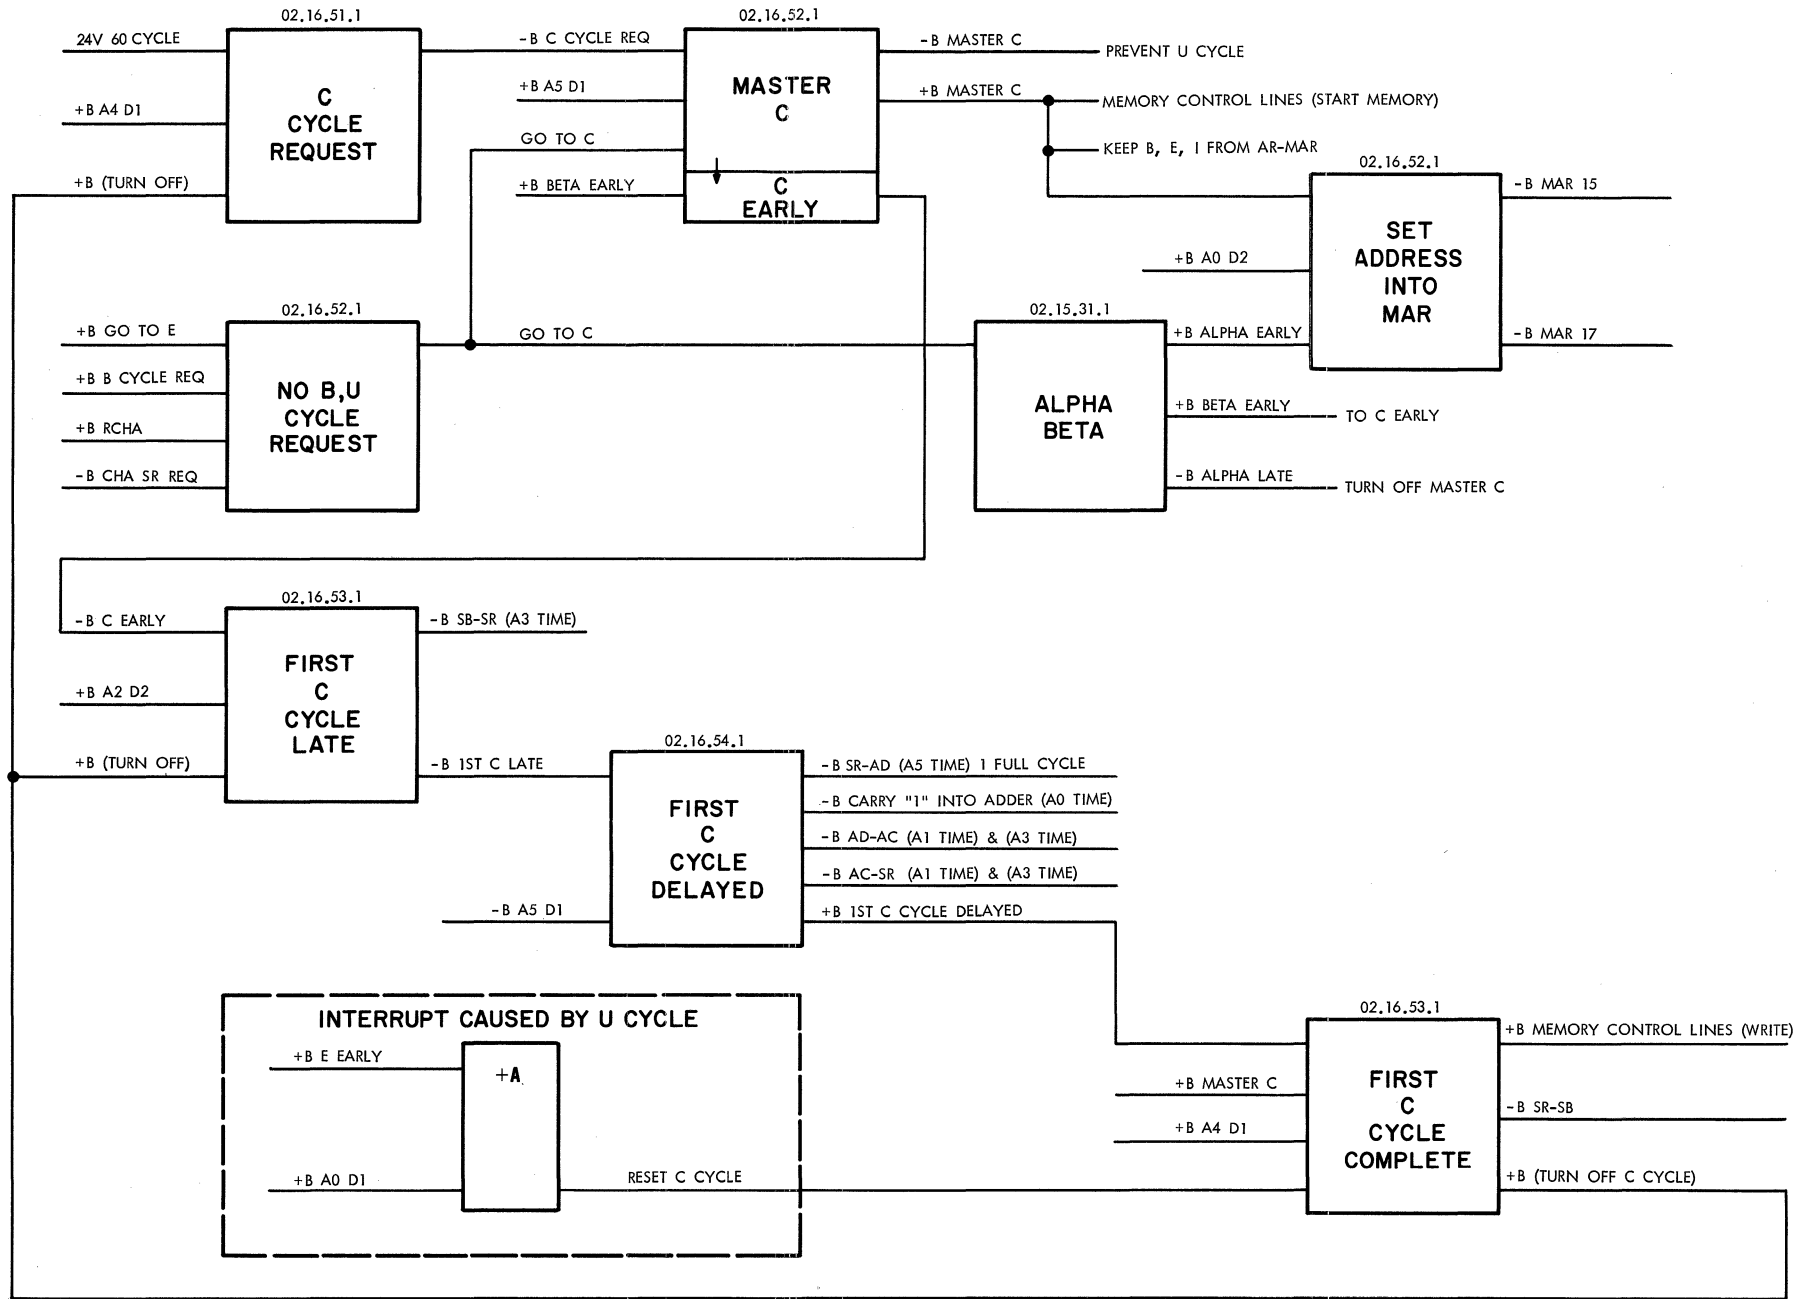 02.16.51.1
24V 60 CYCLE
+B A4 D1
+B (TURN OFF)
C
CYCLE
REQUEST
02.16.52.1
-B C CYCLE REQ
+B A5 D1
GO TO C
+B BETA EARLY
MASTER
C
C
EARLY
-B MASTER C
PREVENT U CYCLE
+B MASTER C
MEMORY CONTROL LINES (START MEMORY)
KEEP B, E, I FROM AR-MAR
02.16.52.1
+B A0 D2
SET
ADDRESS
INTO
MAR
-B MAR 15
-B MAR 17
02.16.52.1
+B GO TO E
+B B CYCLE REQ
+B RCHA
-B CHA SR REQ
NO B,U
CYCLE
REQUEST
GO TO C
02.15.31.1
ALPHA
BETA
+B ALPHA EARLY
+B BETA EARLY
TO C EARLY
-B ALPHA LATE
TURN OFF MASTER C
02.16.53.1
-B C EARLY
+B A2 D2
+B (TURN OFF)
FIRST
C
CYCLE
LATE
-B SB-SR (A3 TIME)
-B 1ST C LATE
02.16.54.1
-B A5 D1
FIRST
C
CYCLE
DELAYED
-B SR-AD (A5 TIME) 1 FULL CYCLE
-B CARRY "1" INTO ADDER (A0 TIME)
-B AD-AC (A1 TIME) & (A3 TIME)
-B AC-SR (A1 TIME) & (A3 TIME)
+B 1ST C CYCLE DELAYED
INTERRUPT CAUSED BY U CYCLE
+B E EARLY
+A
+B A0 D1
RESET C CYCLE
02.16.53.1
+B MASTER C
+B A4 D1
FIRST
C
CYCLE
COMPLETE
+B MEMORY CONTROL LINES (WRITE)
-B SR-SB
+B (TURN OFF C CYCLE)